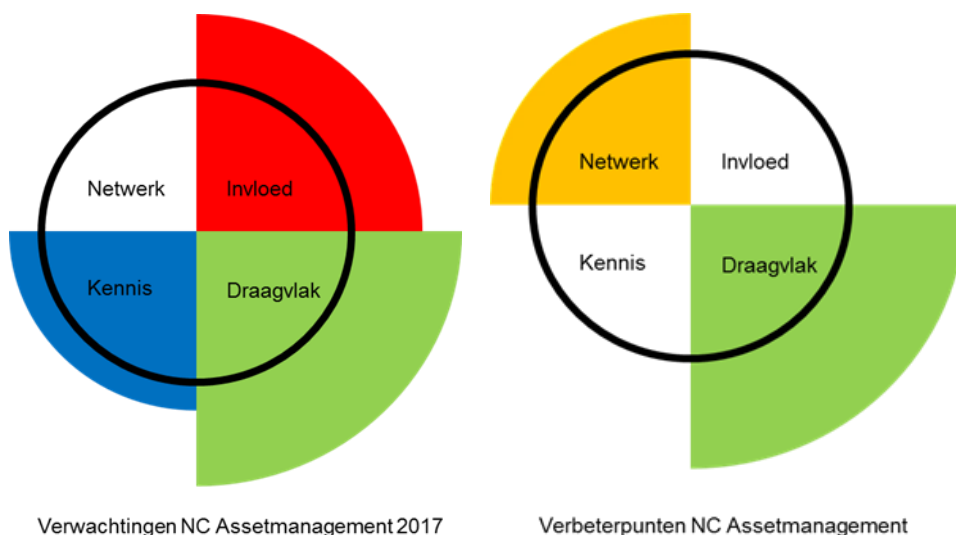 Netwerk
Invloed
Kennis
Draagvlak
Verwachtingen NC Assetmanagement 2017
Netwerk
Invloed
Kennis
Draagvlak
Verbeterpunten NC Assetmanagement